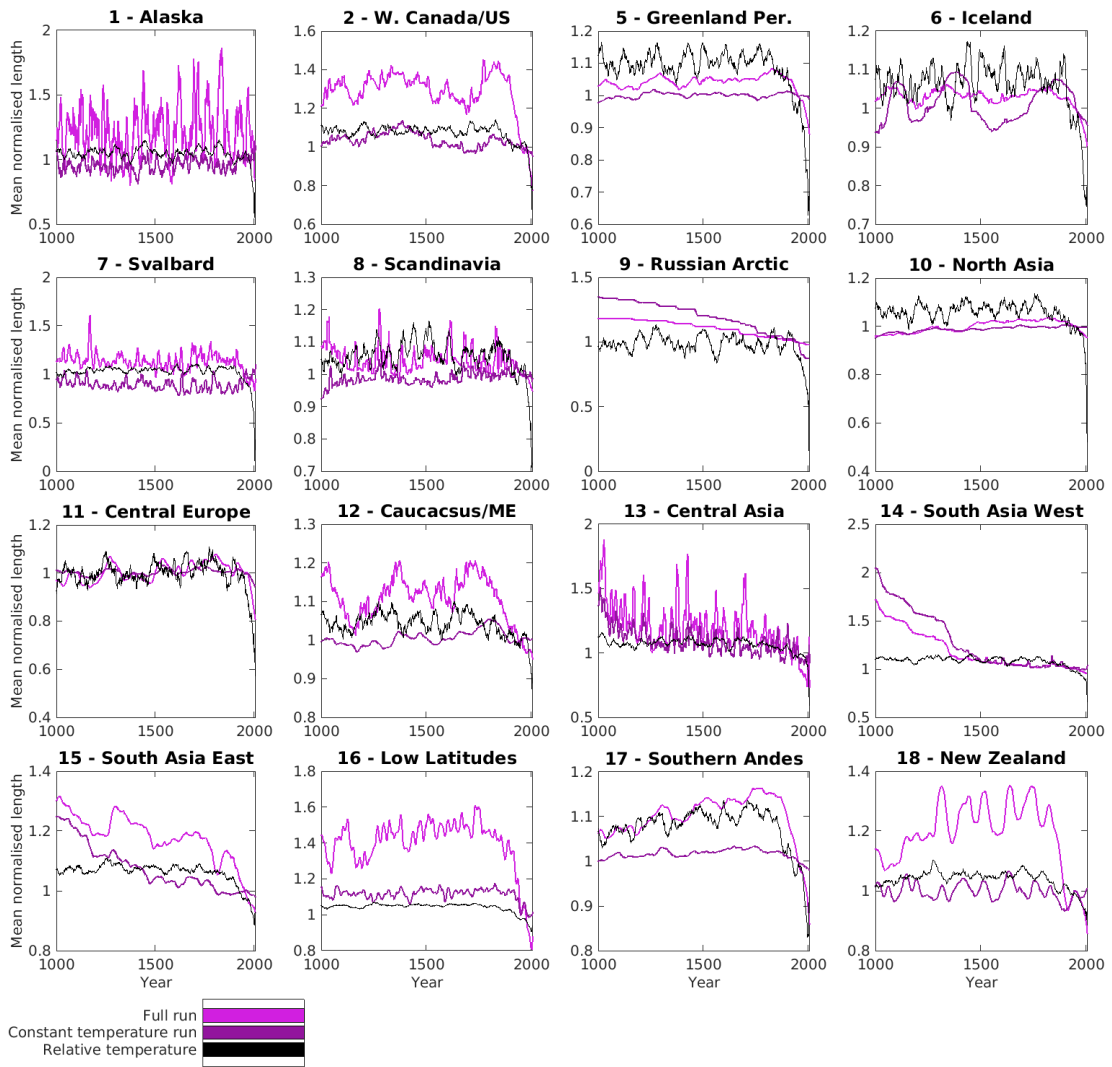 1 - Alaska
2 - W. Canada/US
5 - Greenland Per.
6 - Iceland
Mean normalised length
2
1.5
1
0.5
1000 1500 2000
1.6
1.4
1.2
1
0.8
0.6
1000 1500 2000
1.2
1.1
1
0.9
0.8
0.7
0.6
1000 1500 2000
1.2
1.1
1
0.9
0.8
0.7
1000 1500 2000
7 - Svalbard
8 - Scandinavia
9 - Russian Arctic
10 - North Asia
Mean normalised length
2
1.5
1
0.5
0
1000 1500 2000
1.3
1.2
1.1
1
0.9
0.8
0.7
1000 1500 2000
1.5
1
0.5
0
1000 1500 2000
1.2
1
0.8
0.6
0.4
1000 1500 2000
11 - Central Europe
12 - Caucacsus/ME
13 - Central Asia
14 - South Asia West
Mean normalised length
1.2
1
0.8
0.6
0.4
1000 1500 2000
1.3
1.2
1.1
1
0.9
0.8
1000 1500 2000
2
1.5
1
0.5
1000 1500 2000
2.5
2
1.5
1
0.5
1000 1500 2000
15 - South Asia East
16 - Low Latitudes
17 - Southern Andes
18 - New Zealand
Mean normalised length
1.4
1.2
1
0.8
1000 1500 2000
Year
1.8
1.6
1.4
1.2
1
0.8
1000 1500 2000
Year
1.2
1.1
1
0.9
0.8
1000 1500 2000
Year
1.4
1.2
1
0.8
1000 1500 2000
Year
Full run
Constant temperature run
Relative temperature